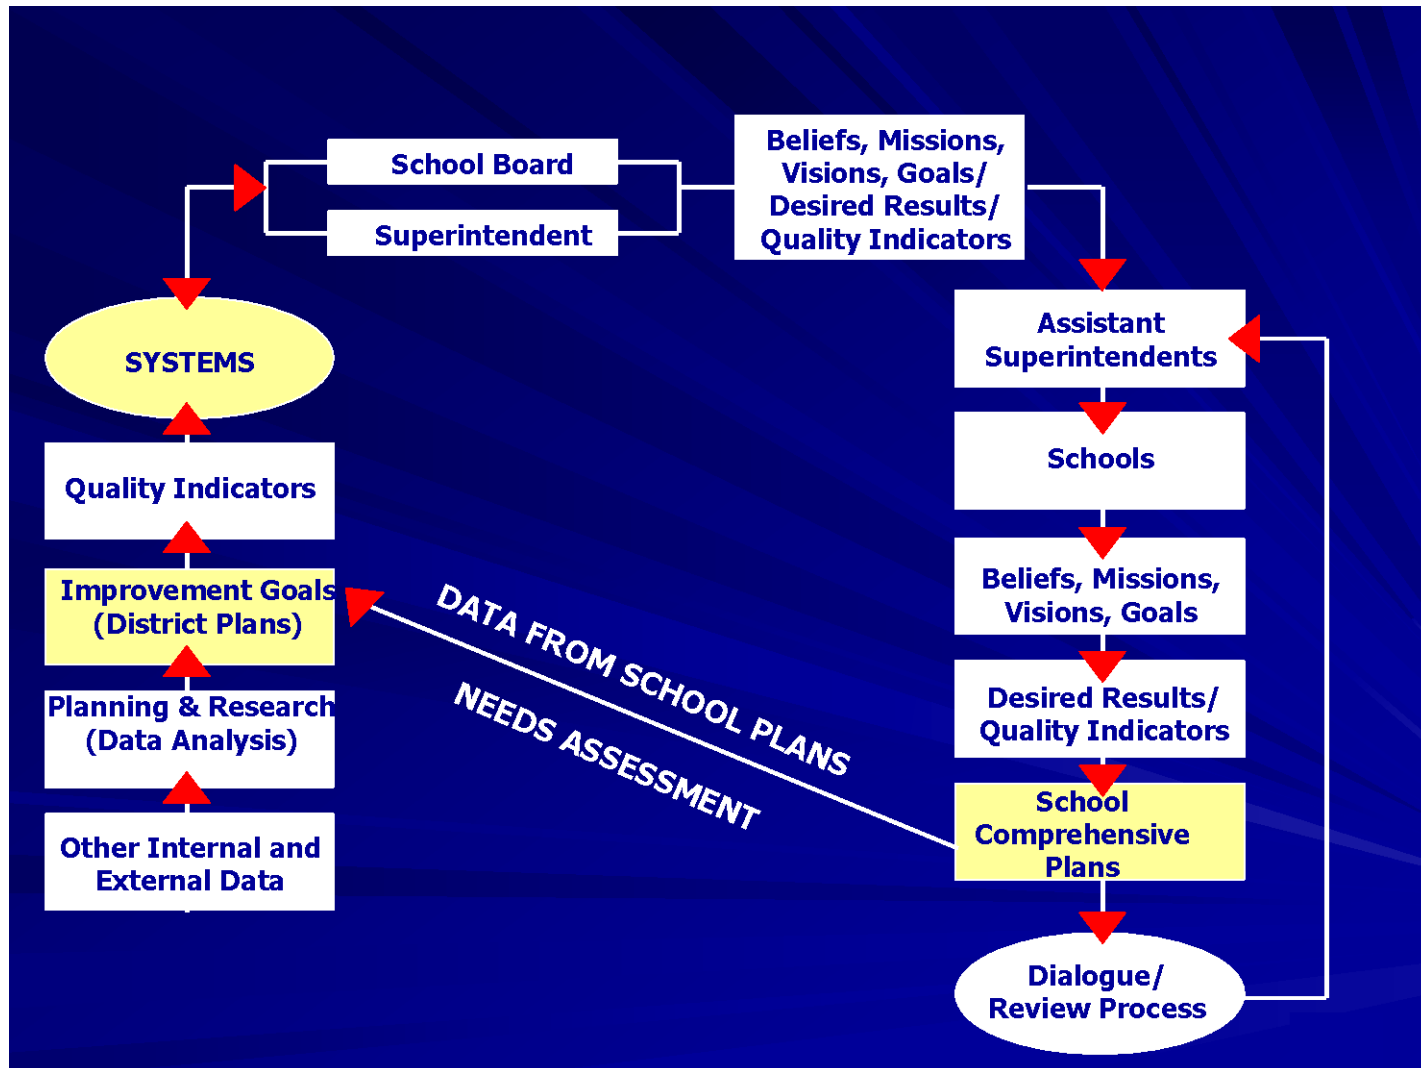 School Board
Superintendent
Beliefs, Missions,
Visions, Goals/
Desired Results/
Quality Indicators
SYSTEMS
Quality Indicators
Improvement Goals
(District Plans)
Planning & Research
(Data Analysis)
Other Internal and
External Data
DATA FROM SCHOOL PLANS
NEEDS ASSESSMENT
Assistant
Superintendents
Schools
Beliefs, Missions,
Visions, Goals
Desired Results/
Quality Indicators
School
Comprehensive
Plans
Dialogue/
Review Process